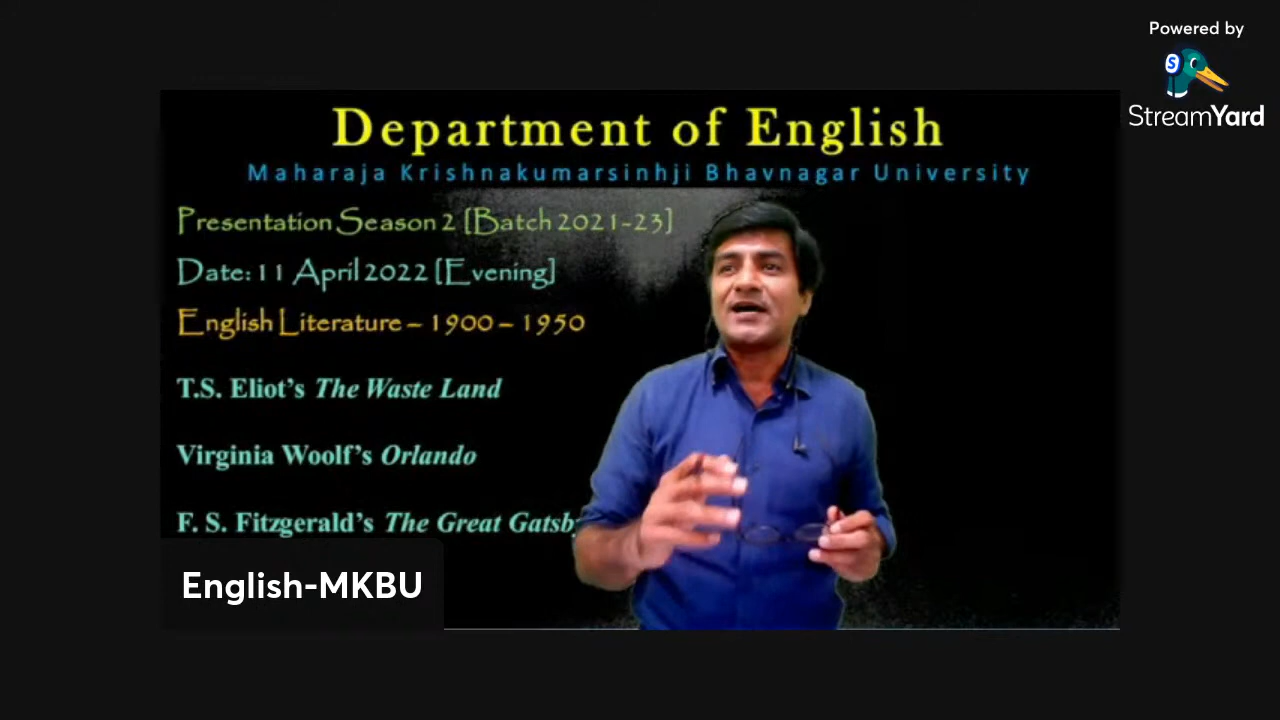 Powered by
StreamYard
Department of English
Maharaja Krishnakumarsinhji Bhavnagar University
Presentation Season 2 [Batch 2021-23]
Date: 11 April 2022 [Evening]
English Literature – 1900 – 1950
T.S. Eliot's The Waste Land
Virginia Woolf's Orlando
F. S. Fitzgerald's The Great Gatsby
English-MKBU